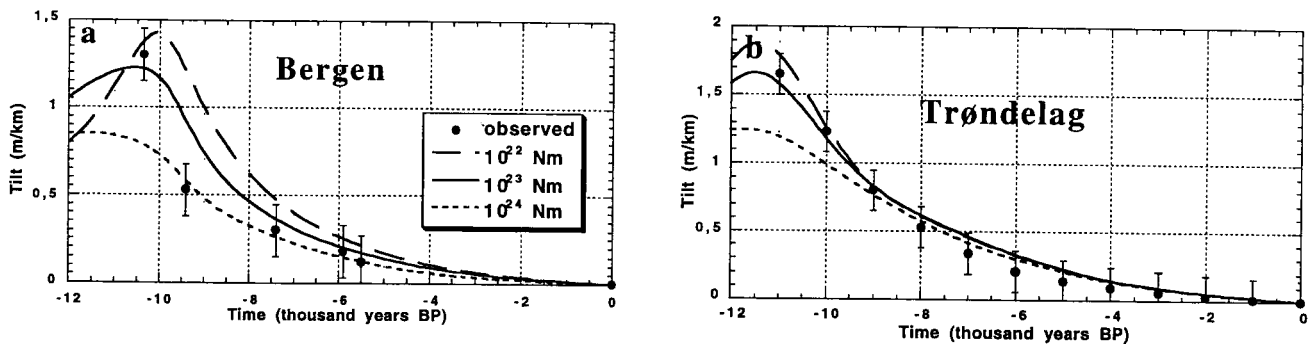 a
Bergen
1,5
1
0,5
0
Tilt (m/km)
-12 -10 -8 -6 -4 -2 0
Time (thousand years BP)
observed
10²² Nm
10²³ Nm
10²⁴ Nm
b
Trøndelag
2
1,5
1
0,5
0
Tilt (m/km)
-12 -10 -8 -6 -4 -2 0
Time (thousand years BP)